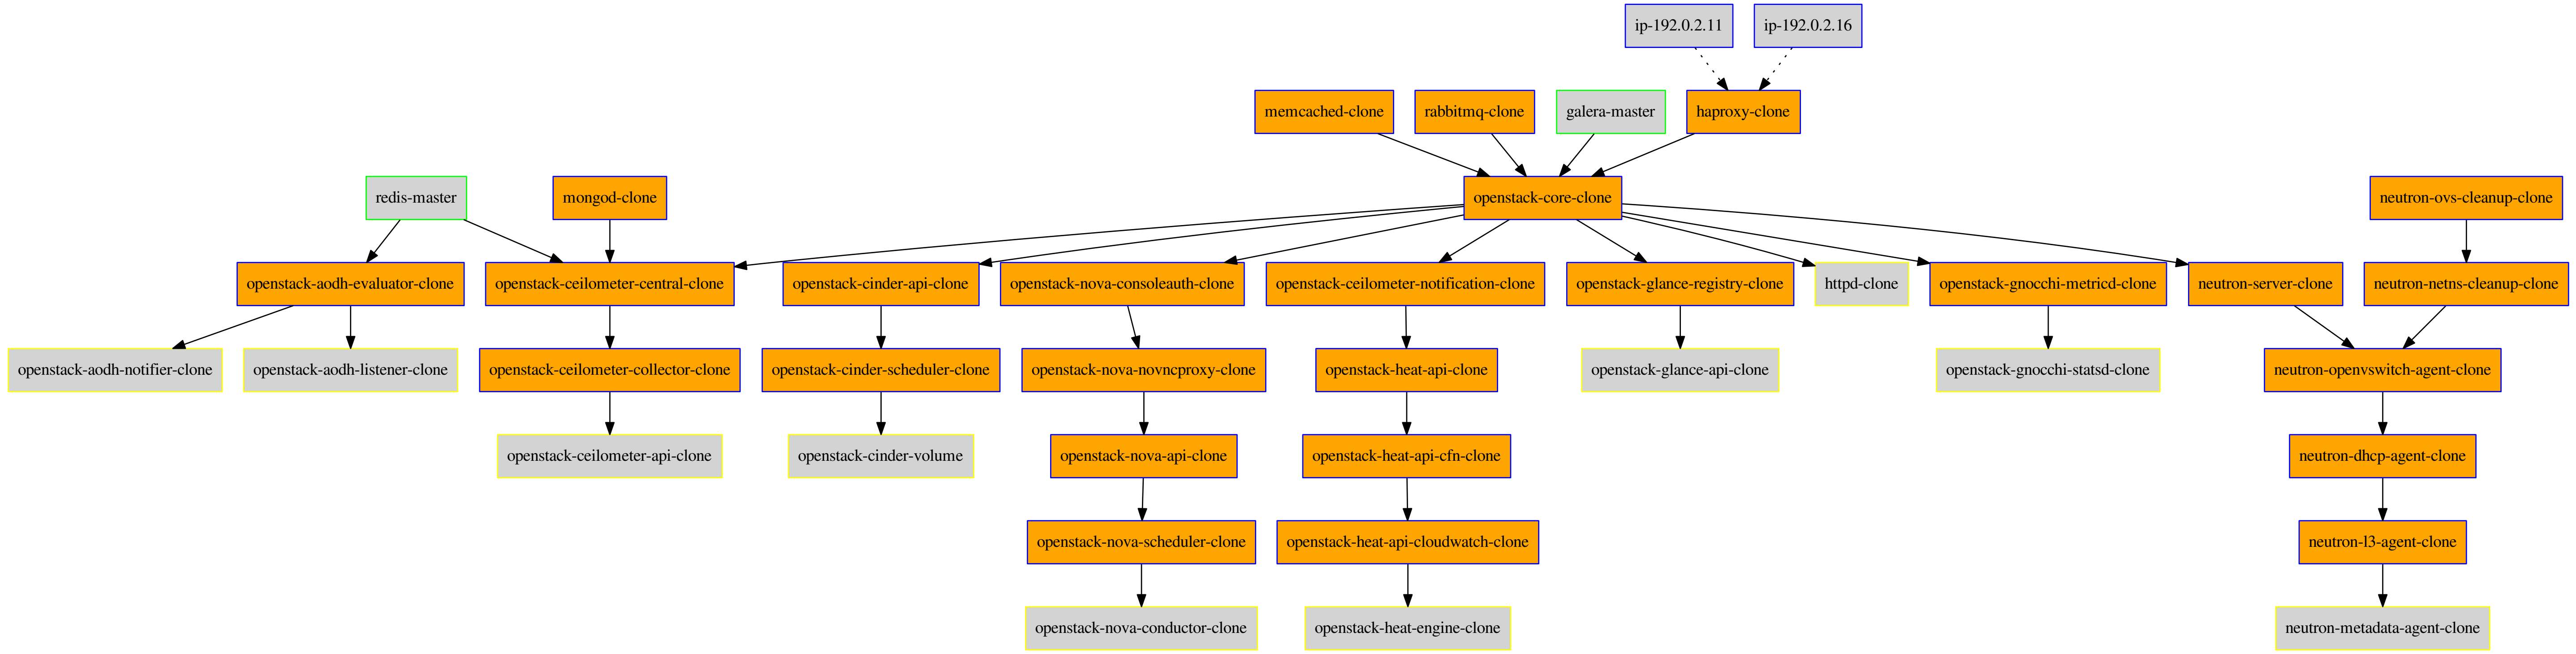 ip-192.0.2.11
ip-192.0.2.16
memcached-clone
rabbitmq-clone
galera-master
haproxy-clone
redis-master
mongod-clone
openstack-core-clone
neutron-ovs-cleanup-clone
openstack-aodh-evaluator-clone
openstack-ceilometer-central-clone
openstack-cinder-api-clone
openstack-nova-consoleauth-clone
openstack-ceilometer-notification-clone
openstack-glance-registry-clone
httpd-clone
openstack-gnocchi-metricd-clone
neutron-server-clone
neutron-netns-cleanup-clone
openstack-aodh-notifier-clone
openstack-aodh-listener-clone
openstack-ceilometer-collector-clone
openstack-cinder-scheduler-clone
openstack-nova-novncproxy-clone
openstack-heat-api-clone
openstack-glance-api-clone
openstack-gnocchi-statsd-clone
neutron-openvswitch-agent-clone
openstack-ceilometer-api-clone
openstack-cinder-volume
openstack-nova-api-clone
openstack-heat-api-cfn-clone
neutron-dhcp-agent-clone
openstack-nova-scheduler-clone
openstack-heat-api-cloudwatch-clone
neutron-l3-agent-clone
openstack-nova-conductor-clone
openstack-heat-engine-clone
neutron-metadata-agent-clone